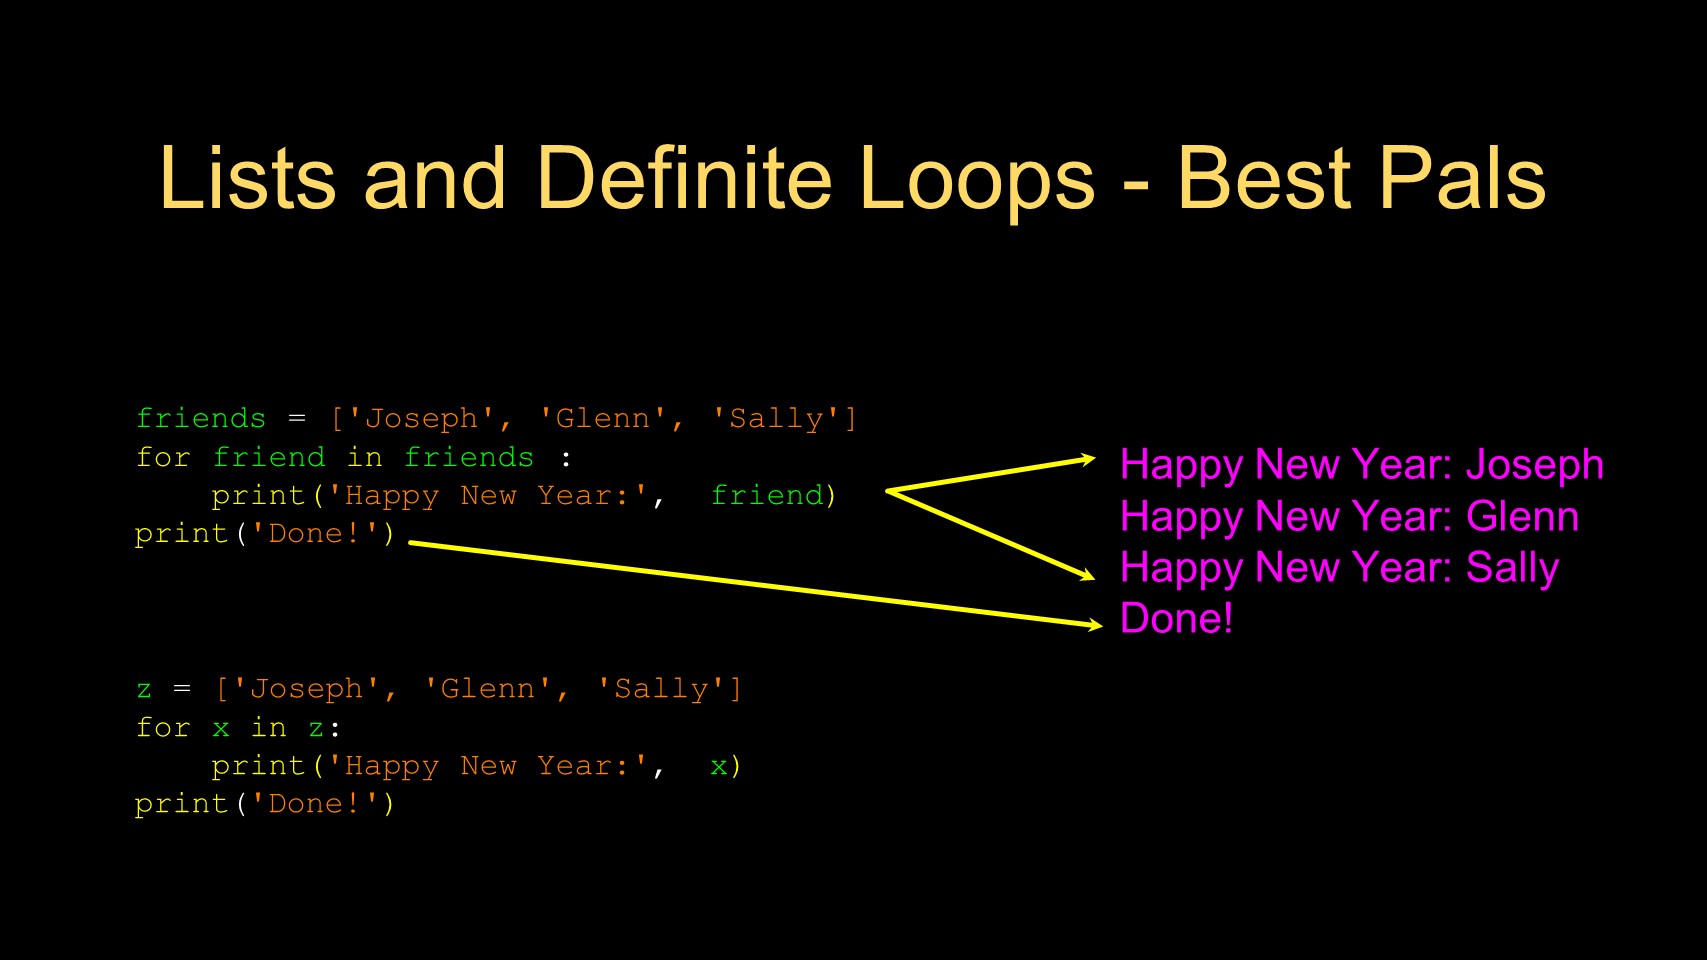 Lists and Definite Loops - Best Pals
friends = ['Joseph', 'Glenn', 'Sally']
for friend in friends :
    print('Happy New Year:',  friend)
print('Done!')
Happy New Year: Joseph
Happy New Year: Glenn
Happy New Year: Sally
Done!
z = ['Joseph', 'Glenn', 'Sally']
for x in z:
    print('Happy New Year:',  x)
print('Done!')